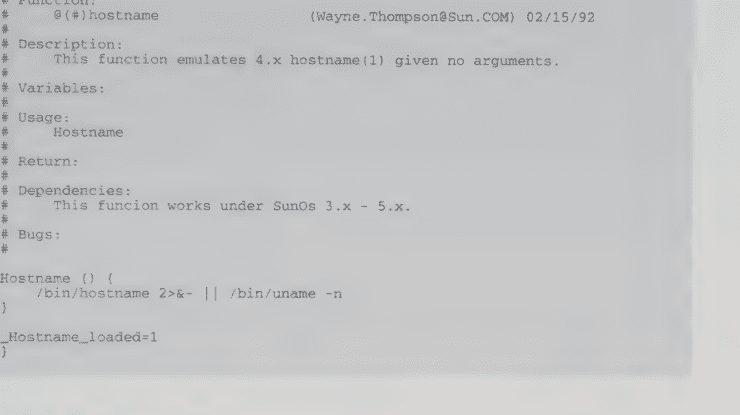 # Function:
#     @(#)hostname                 (Wayne.Thompson@Sun.COM) 02/15/92
#
# Description:
#     This function emulates 4.x hostname(1) given no arguments.
#
# Variables:
#
# Usage:
#     Hostname
#
# Return:
#
# Dependencies:
#     This funcion works under SunOs 3.x - 5.x.
#
# Bugs:
#
Hostname () {
    /bin/hostname 2>&- || /bin/uname -n
}
_Hostname_loaded=1
}